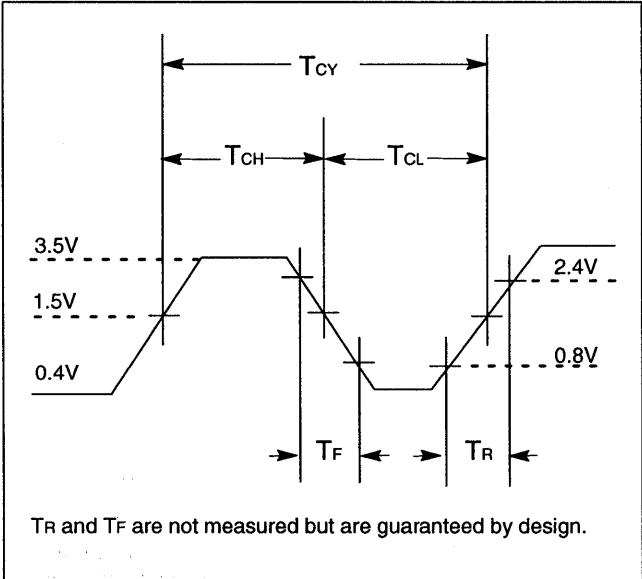 TCY
TCH TCL
3.5V
2.4V
1.5V
0.8V
0.4V
TF TR
TR and TF are not measured but are guaranteed by design.